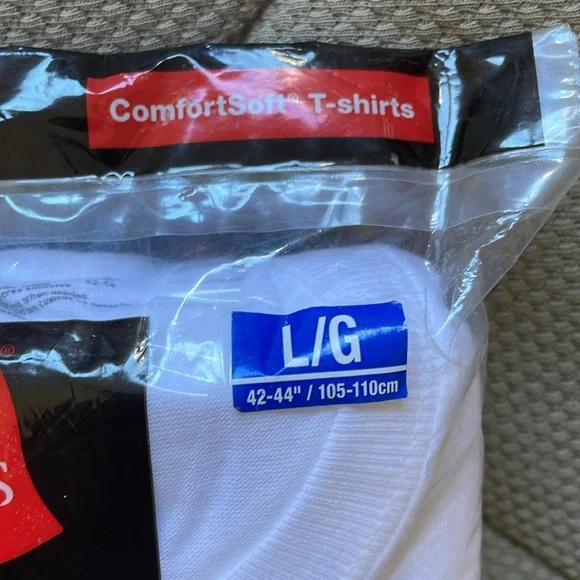 ComfortSoft® T-shirts
L/G
42-44" / 105-110cm
®
S